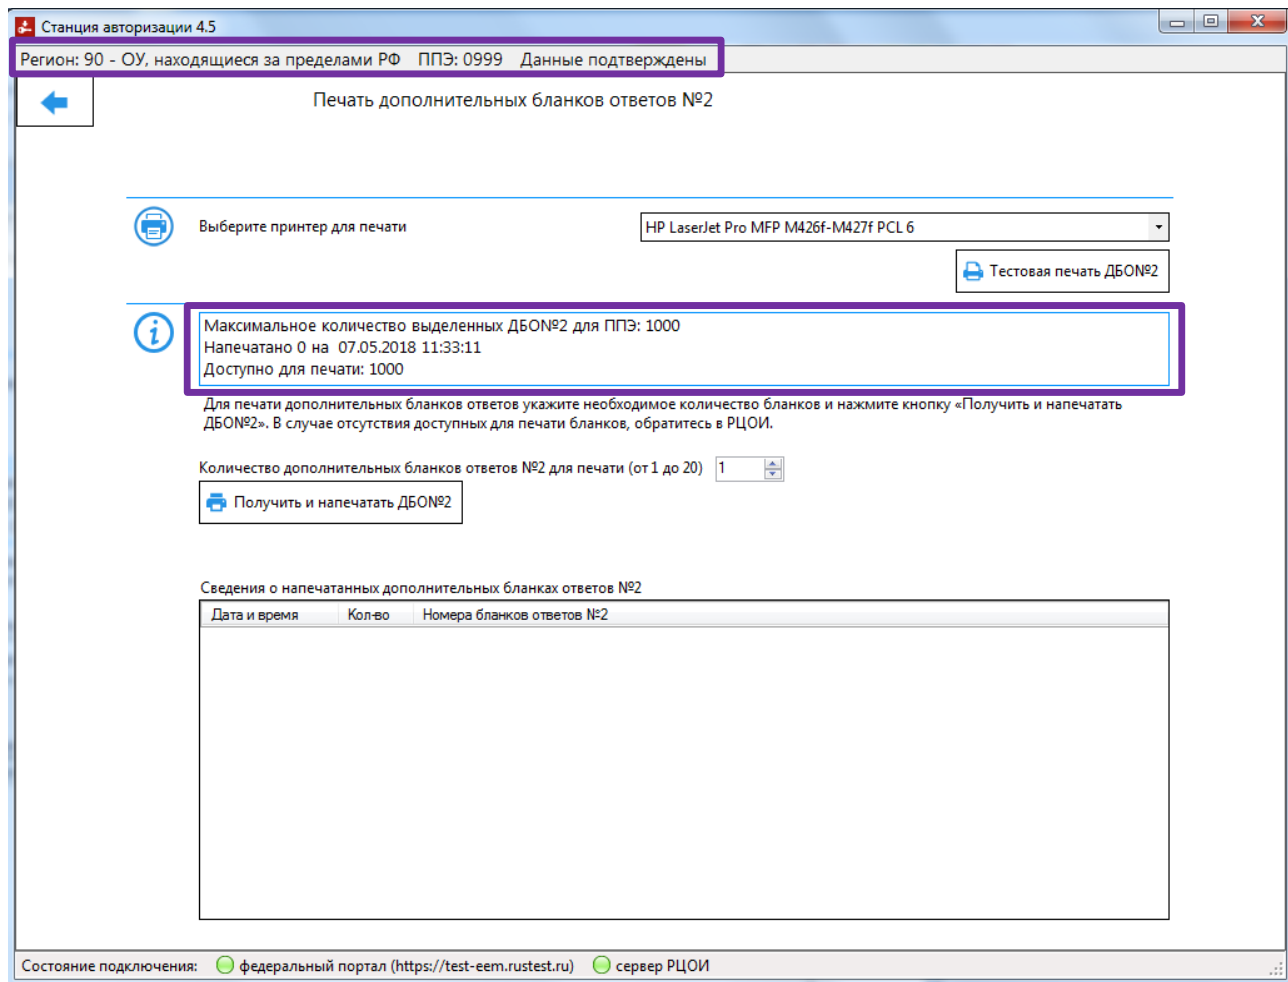 Станция авторизации 4.5
Регион: 90 - ОУ, находящиеся за пределами РФ ППЭ: 0999 Данные подтверждены
Печать дополнительных бланков ответов №2
Выберите принтер для печати
HP LaserJet Pro MFP M426f-M427f PCL 6
Тестовая печать ДБО№2
Максимальное количество выделенных ДБО№2 для ППЭ: 1000
Напечатано 0 на 07.05.2018 11:33:11
Доступно для печати: 1000
Для печати дополнительных бланков ответов укажите необходимое количество бланков и нажмите кнопку «Получить и напечатать
ДБО№2». В случае отсутствия доступных для печати бланков, обратитесь в РЦОИ.
Количество дополнительных бланков ответов №2 для печати (от 1 до 20) 1
Получить и напечатать ДБО№2
Сведения о напечатанных дополнительных бланках ответов №2
Дата и время Кол-во Номера бланков ответов №2
Состояние подключения: федеральный портал (https://test-eem.rustest.ru) сервер РЦОИ